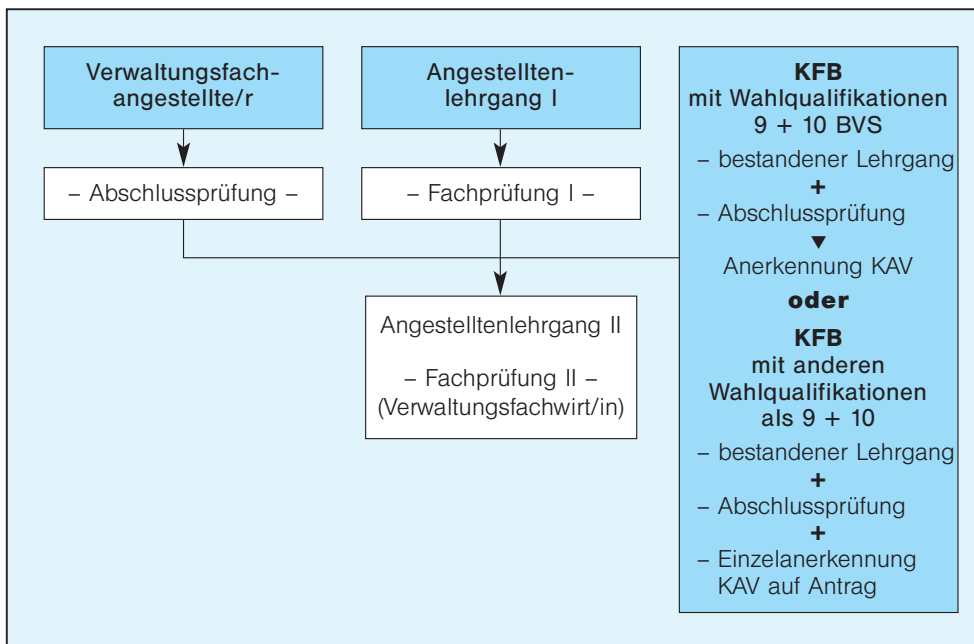 Verwaltungsfach-
angestellte/r
– Abschlussprüfung –
Angestellten-
lehrgang I
– Fachprüfung I –
Angestelltenlehrgang II
– Fachprüfung II –
(Verwaltungsfachwirt/in)
KFB
mit Wahlqualifikationen
9 + 10 BVS
– bestandener Lehrgang
+
– Abschlussprüfung
▼
Anerkennung KAV
oder
KFB
mit anderen
Wahlqualifikationen
als 9 + 10
– bestandener Lehrgang
+
– Abschlussprüfung
+
– Einzelanerkennung
KAV auf Antrag